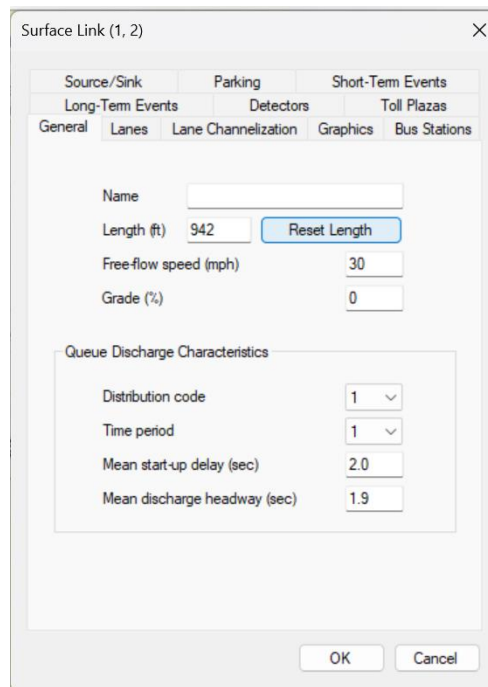 Surface Link (1, 2)
Source/Sink Parking Short-Term Events
Long-Term Events Detectors Toll Plazas
General Lanes Lane Channelization Graphics Bus Stations
Name
Length (ft) 942 Reset Length
Free-flow speed (mph) 30
Grade (%) 0
Queue Discharge Characteristics
Distribution code 1
Time period 1
Mean start-up delay (sec) 2.0
Mean discharge headway (sec) 1.9
OK Cancel